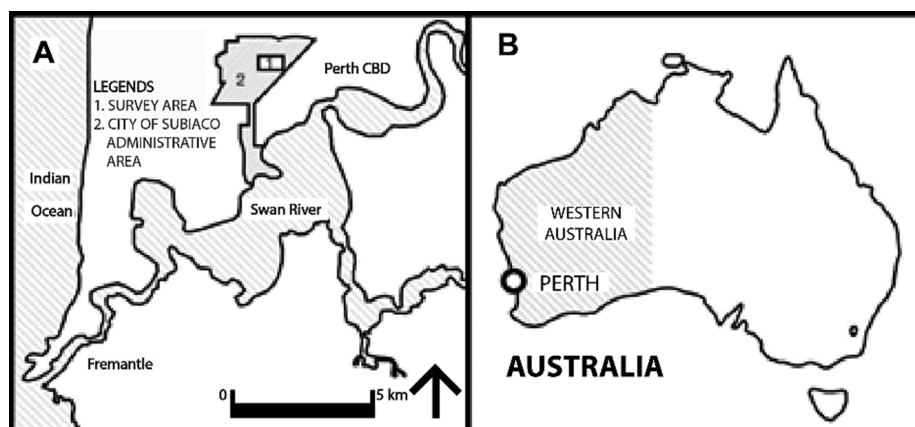 A
LEGENDS
1. SURVEY AREA
2. CITY OF SUBIACO
ADMINISTRATIVE
AREA
1
2
Perth CBD
Indian
Ocean
Swan River
Fremantle
0
5 km
B
WESTERN
AUSTRALIA
PERTH
AUSTRALIA